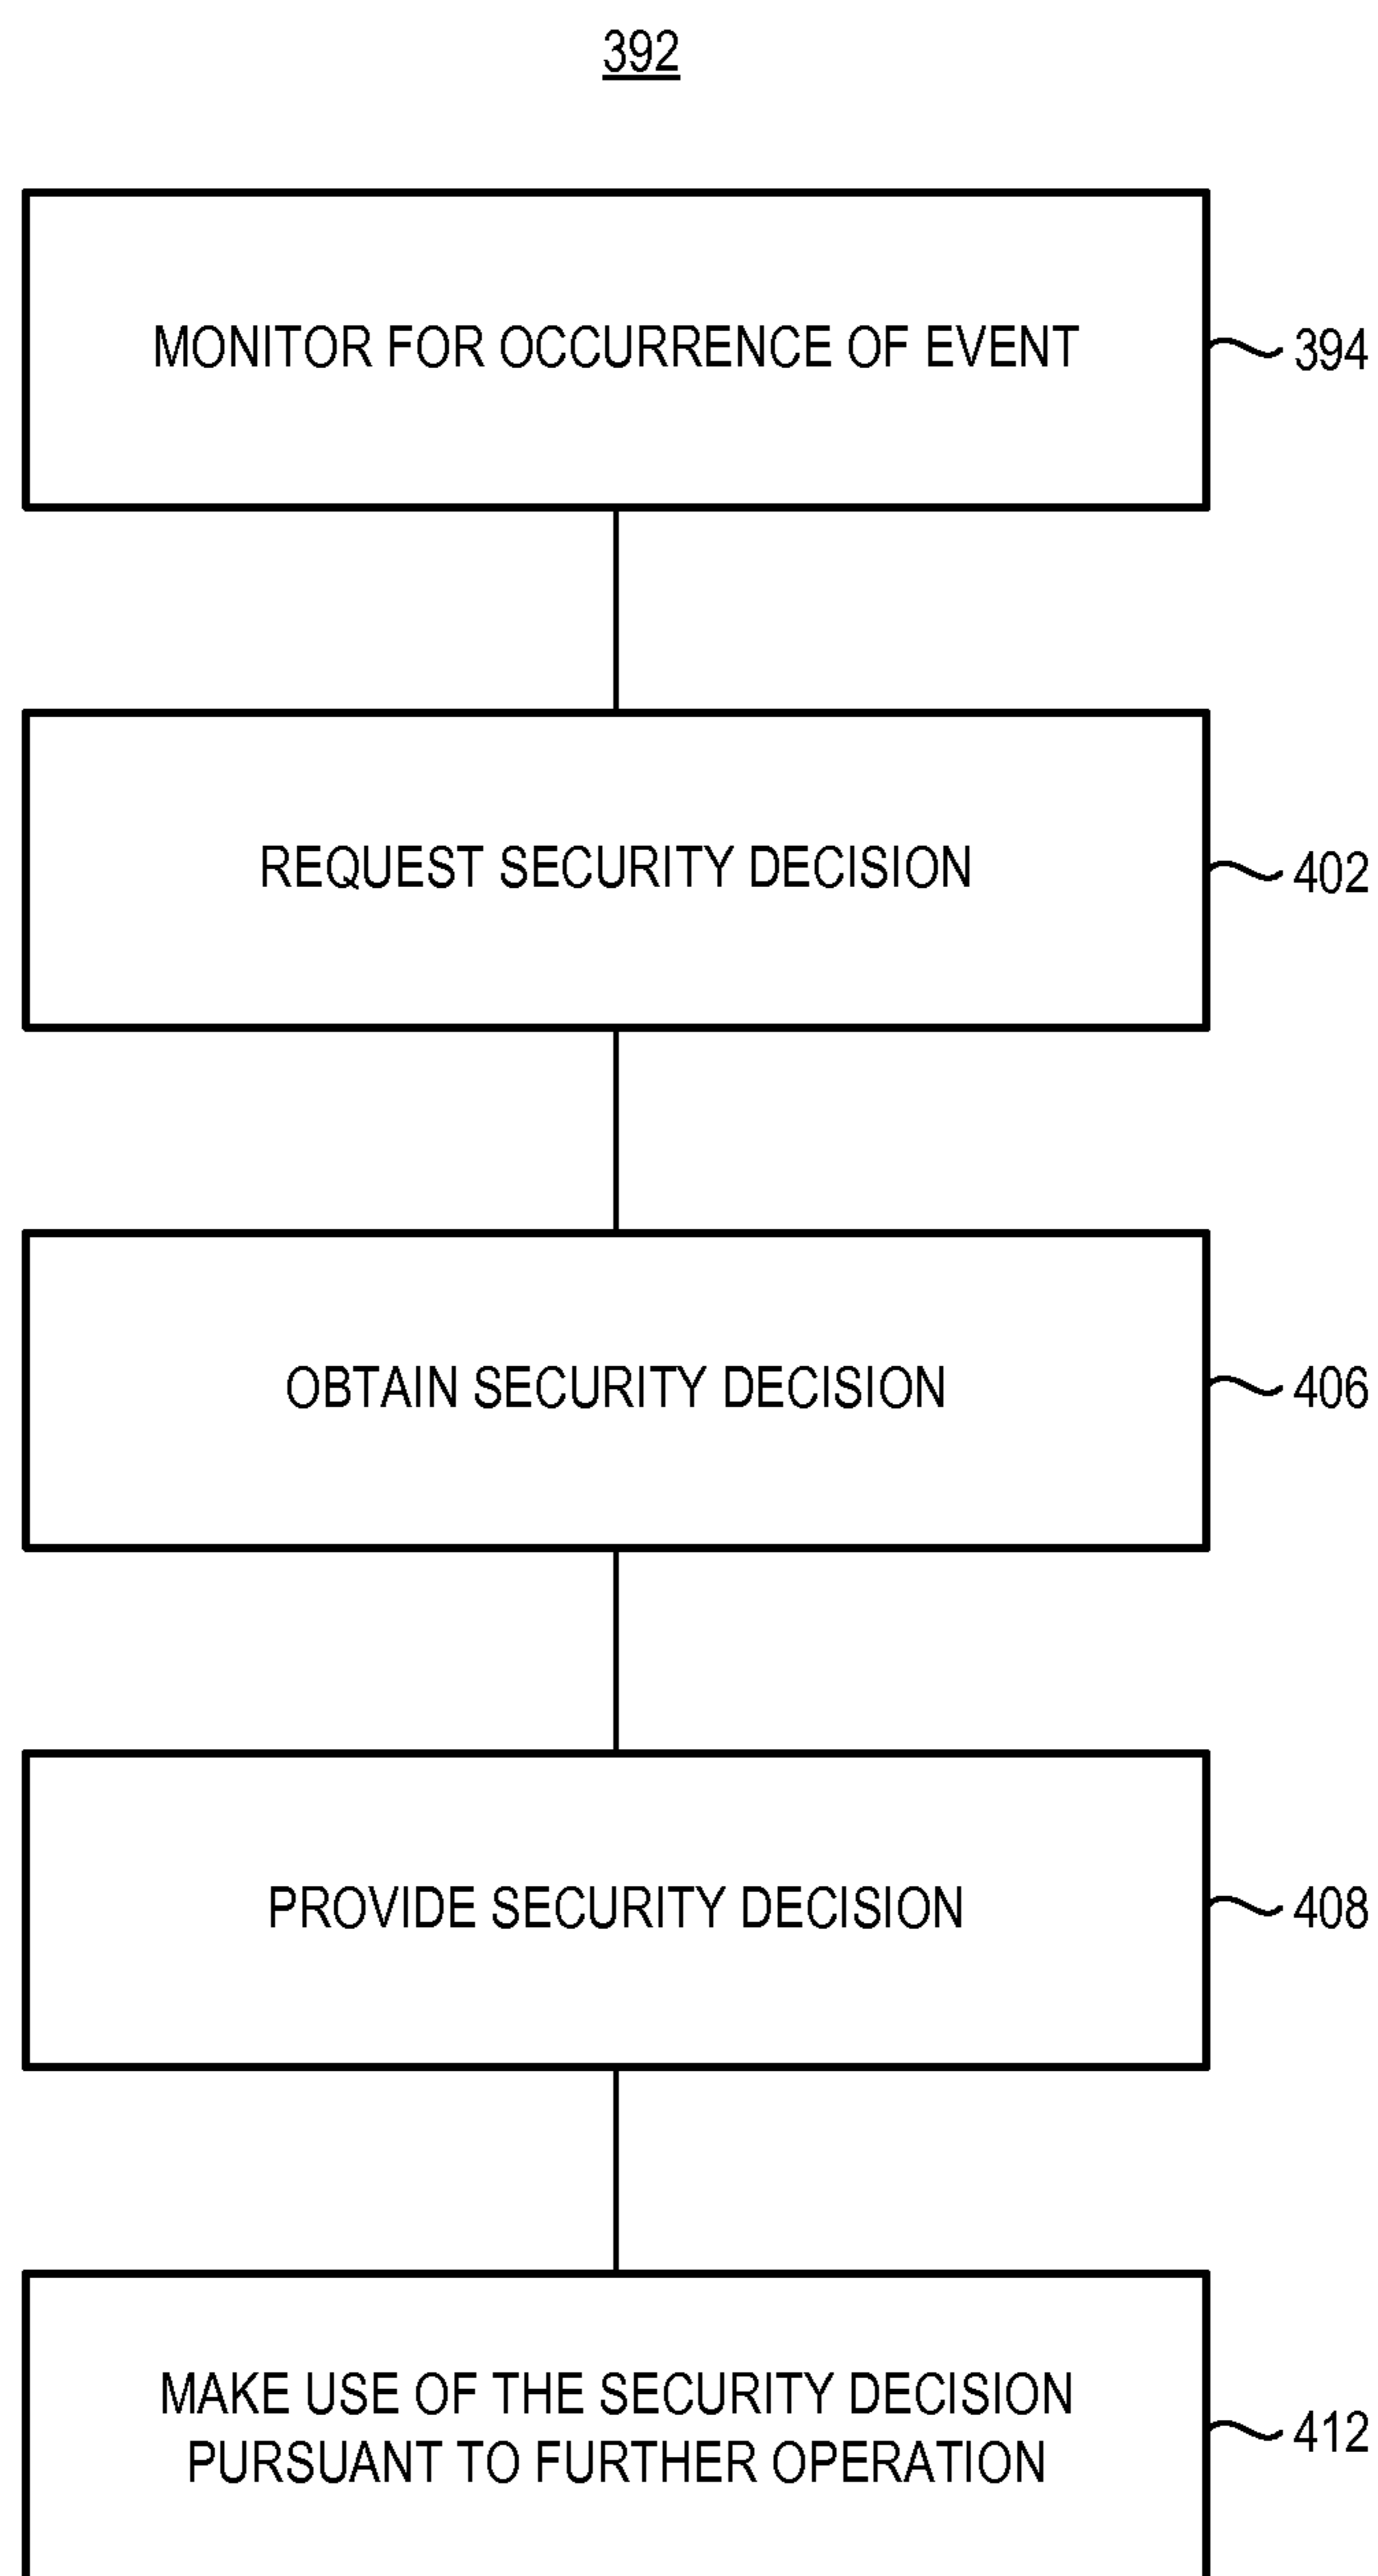 392
MONITOR FOR OCCURRENCE OF EVENT
394
REQUEST SECURITY DECISION
402
OBTAIN SECURITY DECISION
406
PROVIDE SECURITY DECISION
408
MAKE USE OF THE SECURITY DECISION
PURSUANT TO FURTHER OPERATION
412